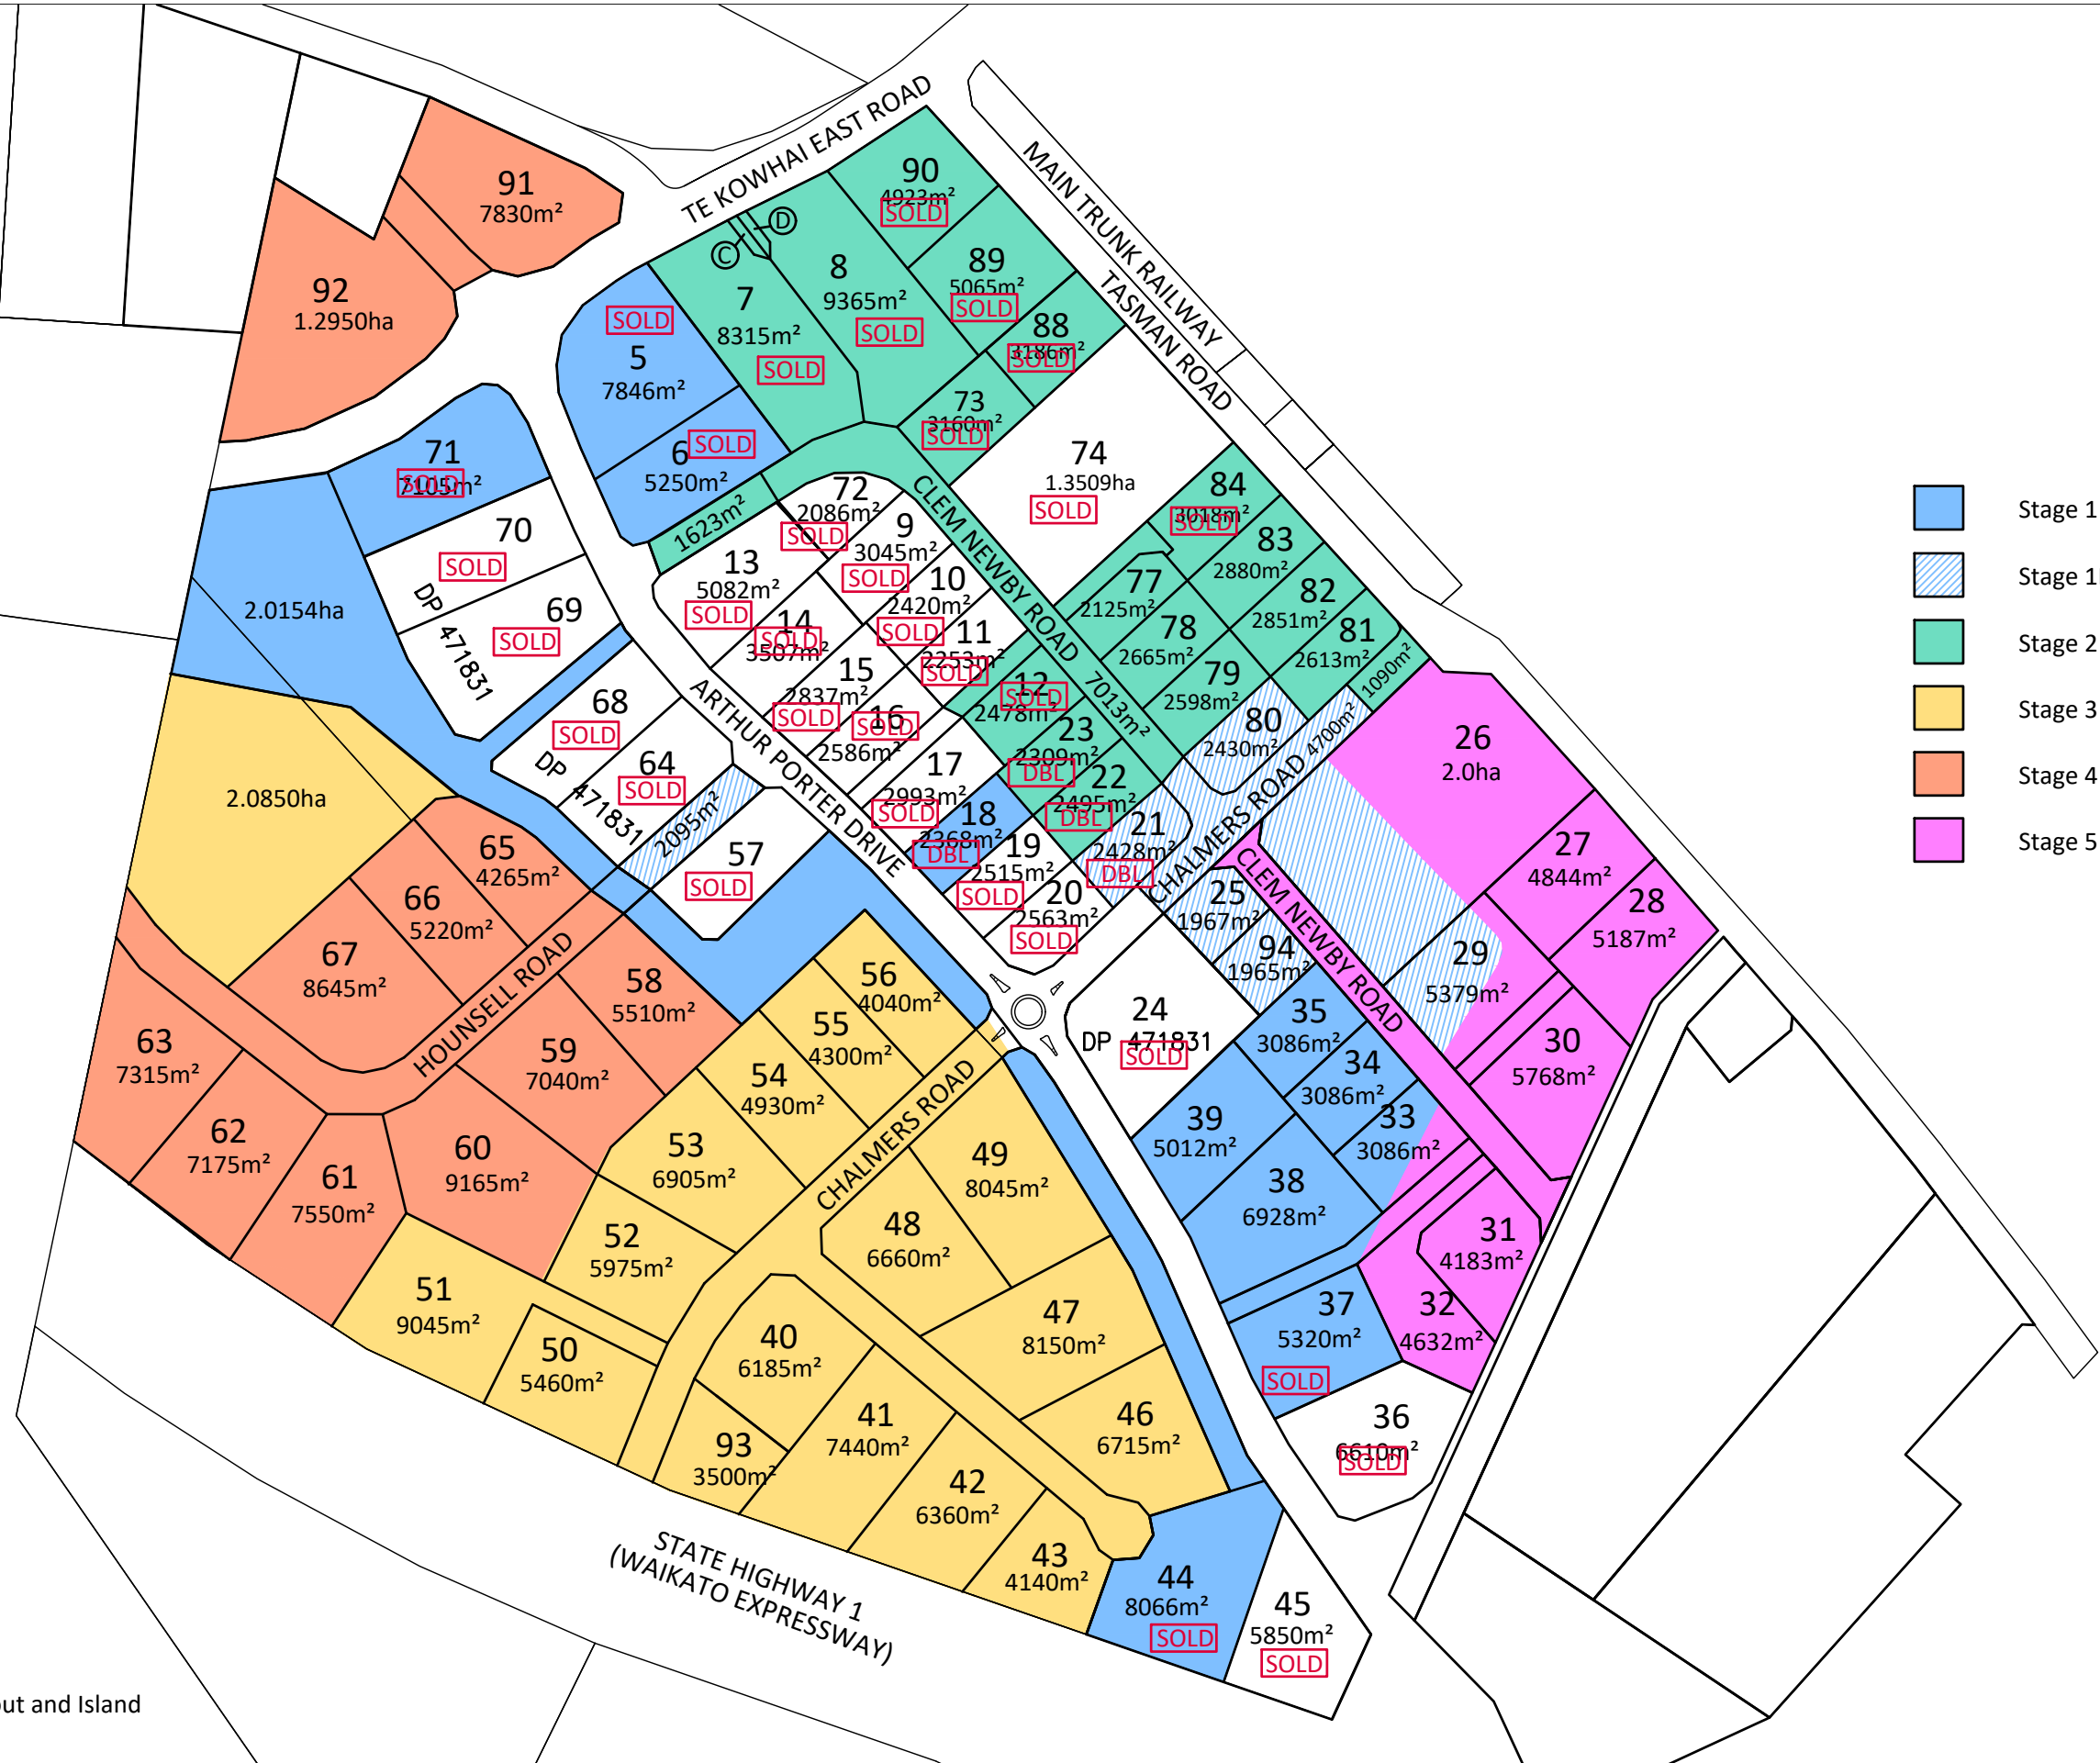 TE KOWHAI EAST ROAD
MAIN TRUNK RAILWAY
TASMAN ROAD
91
7830m²
92
1.2950ha
90
4923m²
SOLD
89
5065m²
SOLD
88
3186m²
SOLD
C
D
8
9365m²
SOLD
7
8315m²
SOLD
SOLD
5
7846m²
6
SOLD
5250m²
73
3160m²
SOLD
74
1.3509ha
SOLD
71
7105m²
SOLD
70
SOLD
69
SOLD
DP 471831
2.0154ha
1623m²
72
2086m²
SOLD
9
3045m²
SOLD
10
2420m²
SOLD
11
2253m²
SOLD
12
SOLD
2478m²
13
5082m²
SOLD
14
SOLD
3507m²
15
2837m²
SOLD
16
SOLD
2586m²
17
2993m²
SOLD
CLEM NEWBY ROAD
7013m²
84
3018m²
SOLD
83
2880m²
82
2851m²
81
2613m²
1090m²
77
2125m²
78
2665m²
79
2598m²
80
2430m²
4700m²
23
2309m²
DBL
22
2495m²
DBL
21
2428m²
DBL
18
2368m²
DBL
19
2515m²
SOLD
20
2563m²
SOLD
CHALMERS ROAD
ARTHUR PORTER DRIVE
68
SOLD
64
SOLD
DP 471831
2095m²
57
SOLD
2.0850ha
65
4265m²
66
5220m²
67
8645m²
HOUNSELL ROAD
58
5510m²
59
7040m²
60
9165m²
61
7550m²
62
7175m²
63
7315m²
26
2.0ha
27
4844m²
28
5187m²
29
5379m²
30
5768m²
CLEM NEWBY ROAD
25
1967m²
94
1965m²
24
DP 471831
SOLD
35
3086m²
34
3086m²
33
3086m²
39
5012m²
38
6928m²
31
4183m²
32
4632m²
37
5320m²
SOLD
36
6610m²
SOLD
56
4040m²
55
4300m²
54
4930m²
53
6905m²
52
5975m²
51
9045m²
50
5460m²
CHALMERS ROAD
49
8045m²
48
6660m²
47
8150m²
46
6715m²
40
6185m²
93
3500m²
41
7440m²
42
6360m²
43
4140m²
44
8066m²
SOLD
45
5850m²
SOLD
STATE HIGHWAY 1
(WAIKATO EXPRESSWAY)
Stage 1
Stage 1
Stage 2
Stage 3
Stage 4
Stage 5
and Island